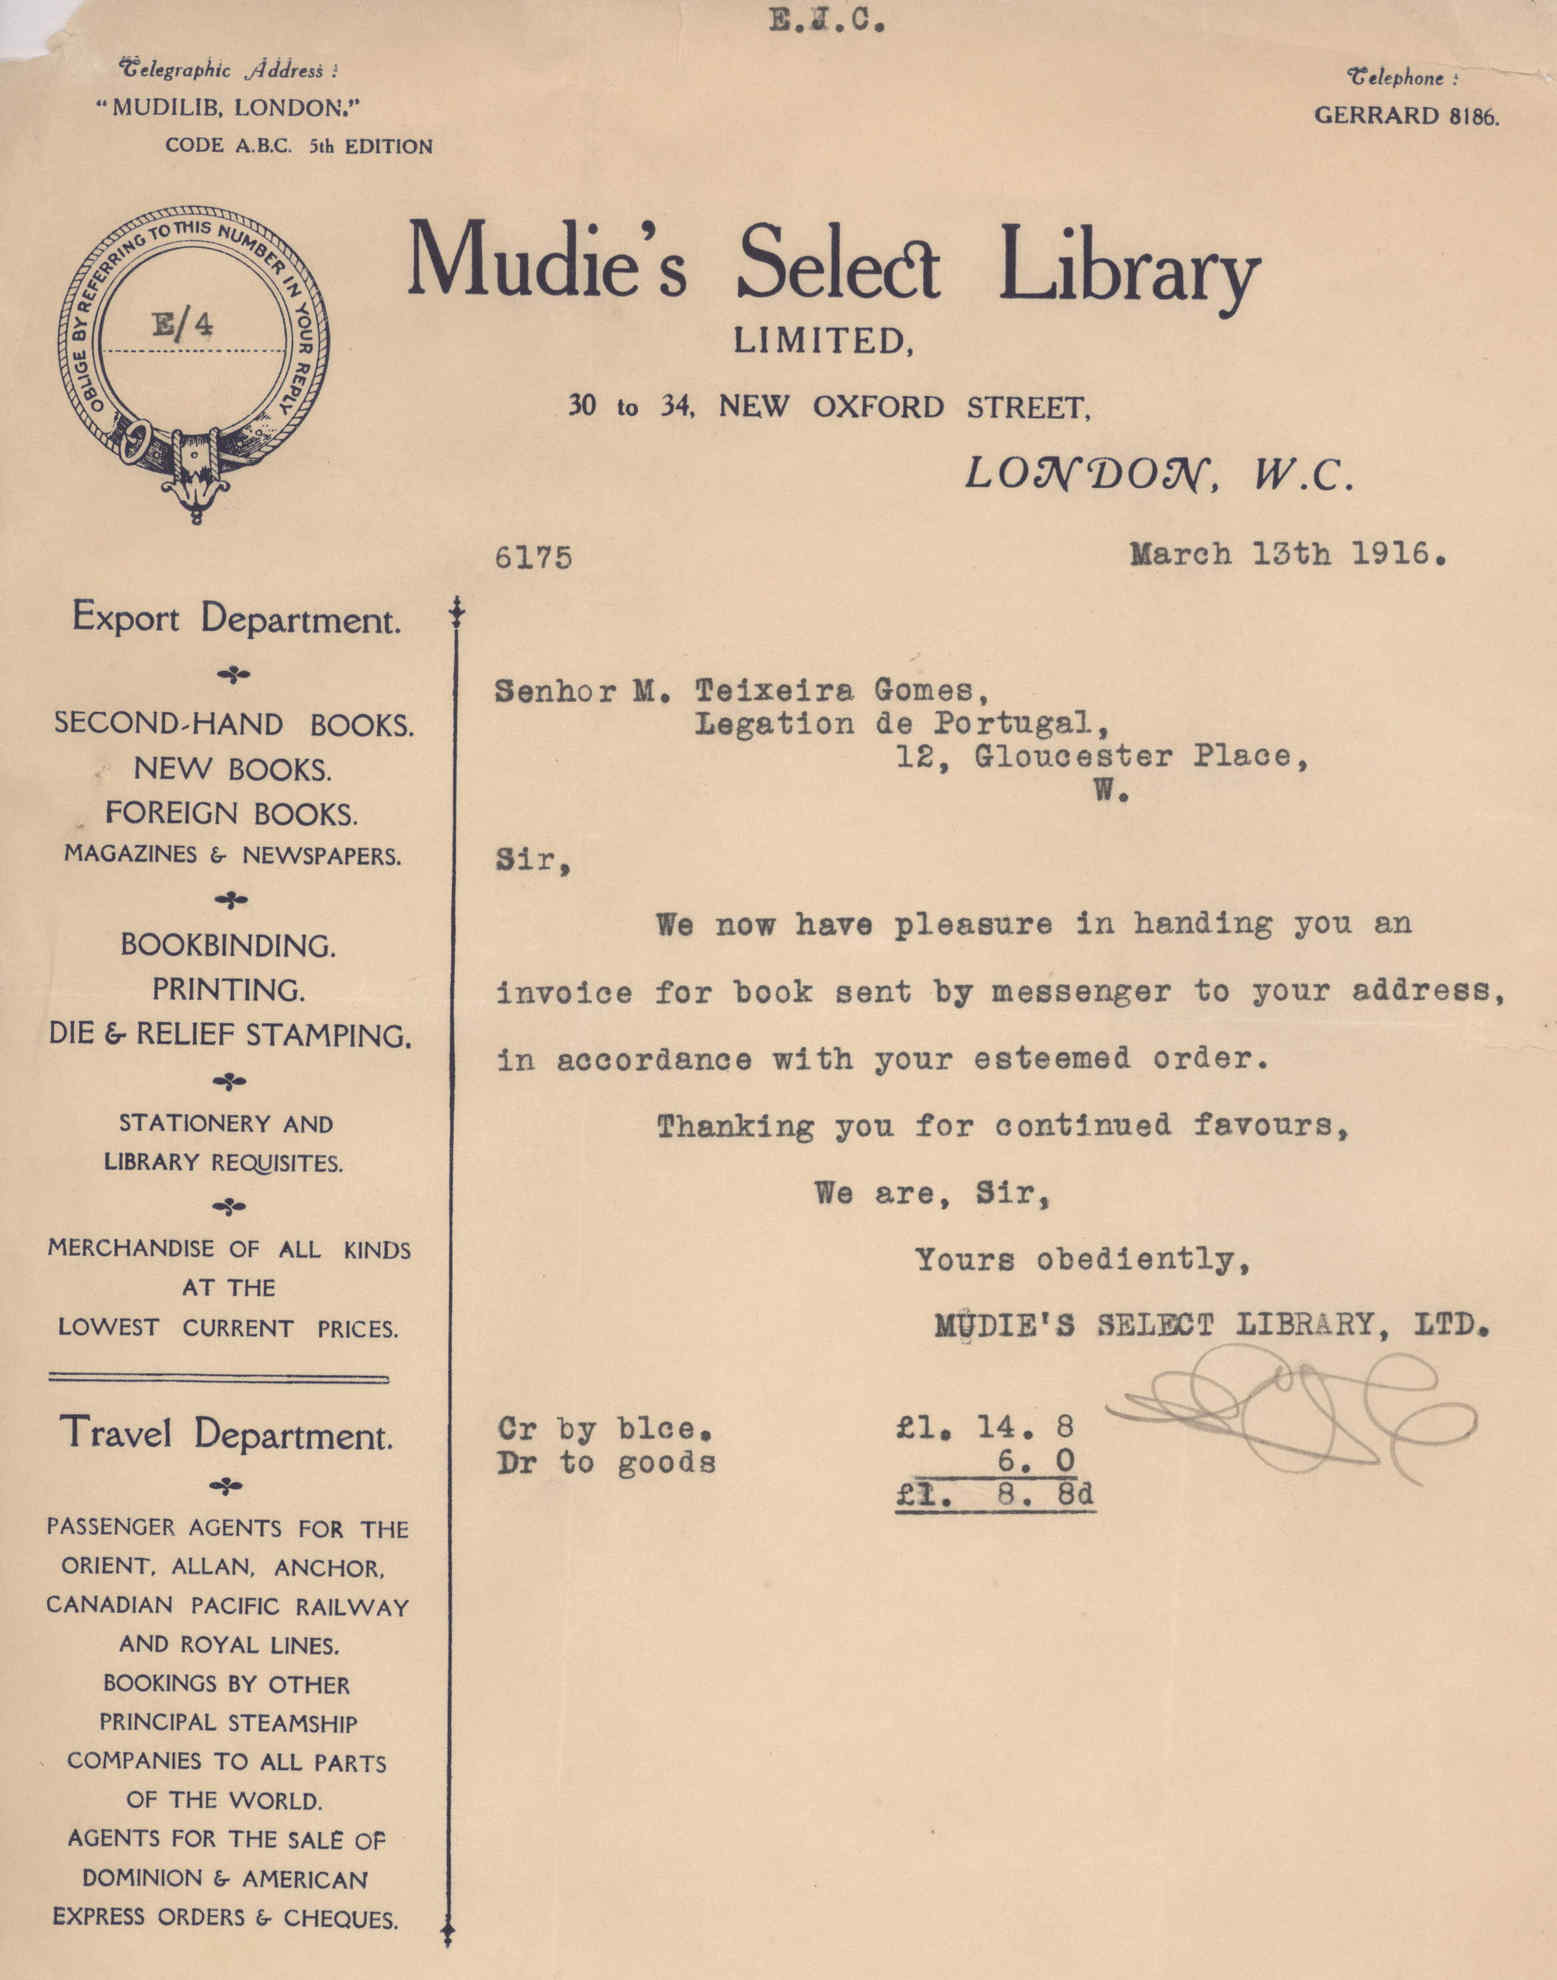 E.J.C.
Telegraphic Address :
"MUDILIB, LONDON."
CODE A.B.C. 5th EDITION
Telephone :
GERRARD 8186.
OBLIGE BY REFERRING TO THIS NUMBER IN YOUR REPLY
E/4
Mudie's Select Library
LIMITED,
30 to 34, NEW OXFORD STREET,
LONDON, W.C.
6175
March 13th 1916.
Export Department.
SECOND-HAND BOOKS.
NEW BOOKS.
FOREIGN BOOKS.
MAGAZINES & NEWSPAPERS.
BOOKBINDING.
PRINTING.
DIE & RELIEF STAMPING.
STATIONERY AND
LIBRARY REQUISITES.
MERCHANDISE OF ALL KINDS
AT THE
LOWEST CURRENT PRICES.
Travel Department.
PASSENGER AGENTS FOR THE
ORIENT, ALLAN, ANCHOR,
CANADIAN PACIFIC RAILWAY
AND ROYAL LINES.
BOOKINGS BY OTHER
PRINCIPAL STEAMSHIP
COMPANIES TO ALL PARTS
OF THE WORLD.
AGENTS FOR THE SALE OF
DOMINION & AMERICAN
EXPRESS ORDERS & CHEQUES.
Senhor M. Teixeira Gomes,
Legation de Portugal,
12, Gloucester Place,
W.
Sir,
We now have pleasure in handing you an
invoice for book sent by messenger to your address,
in accordance with your esteemed order.
Thanking you for continued favours,
We are, Sir,
Yours obediently,
MUDIE'S SELECT LIBRARY, LTD.
Cr by blce. £1. 14. 8
Dr to goods 6. 0
£1. 8. 8d